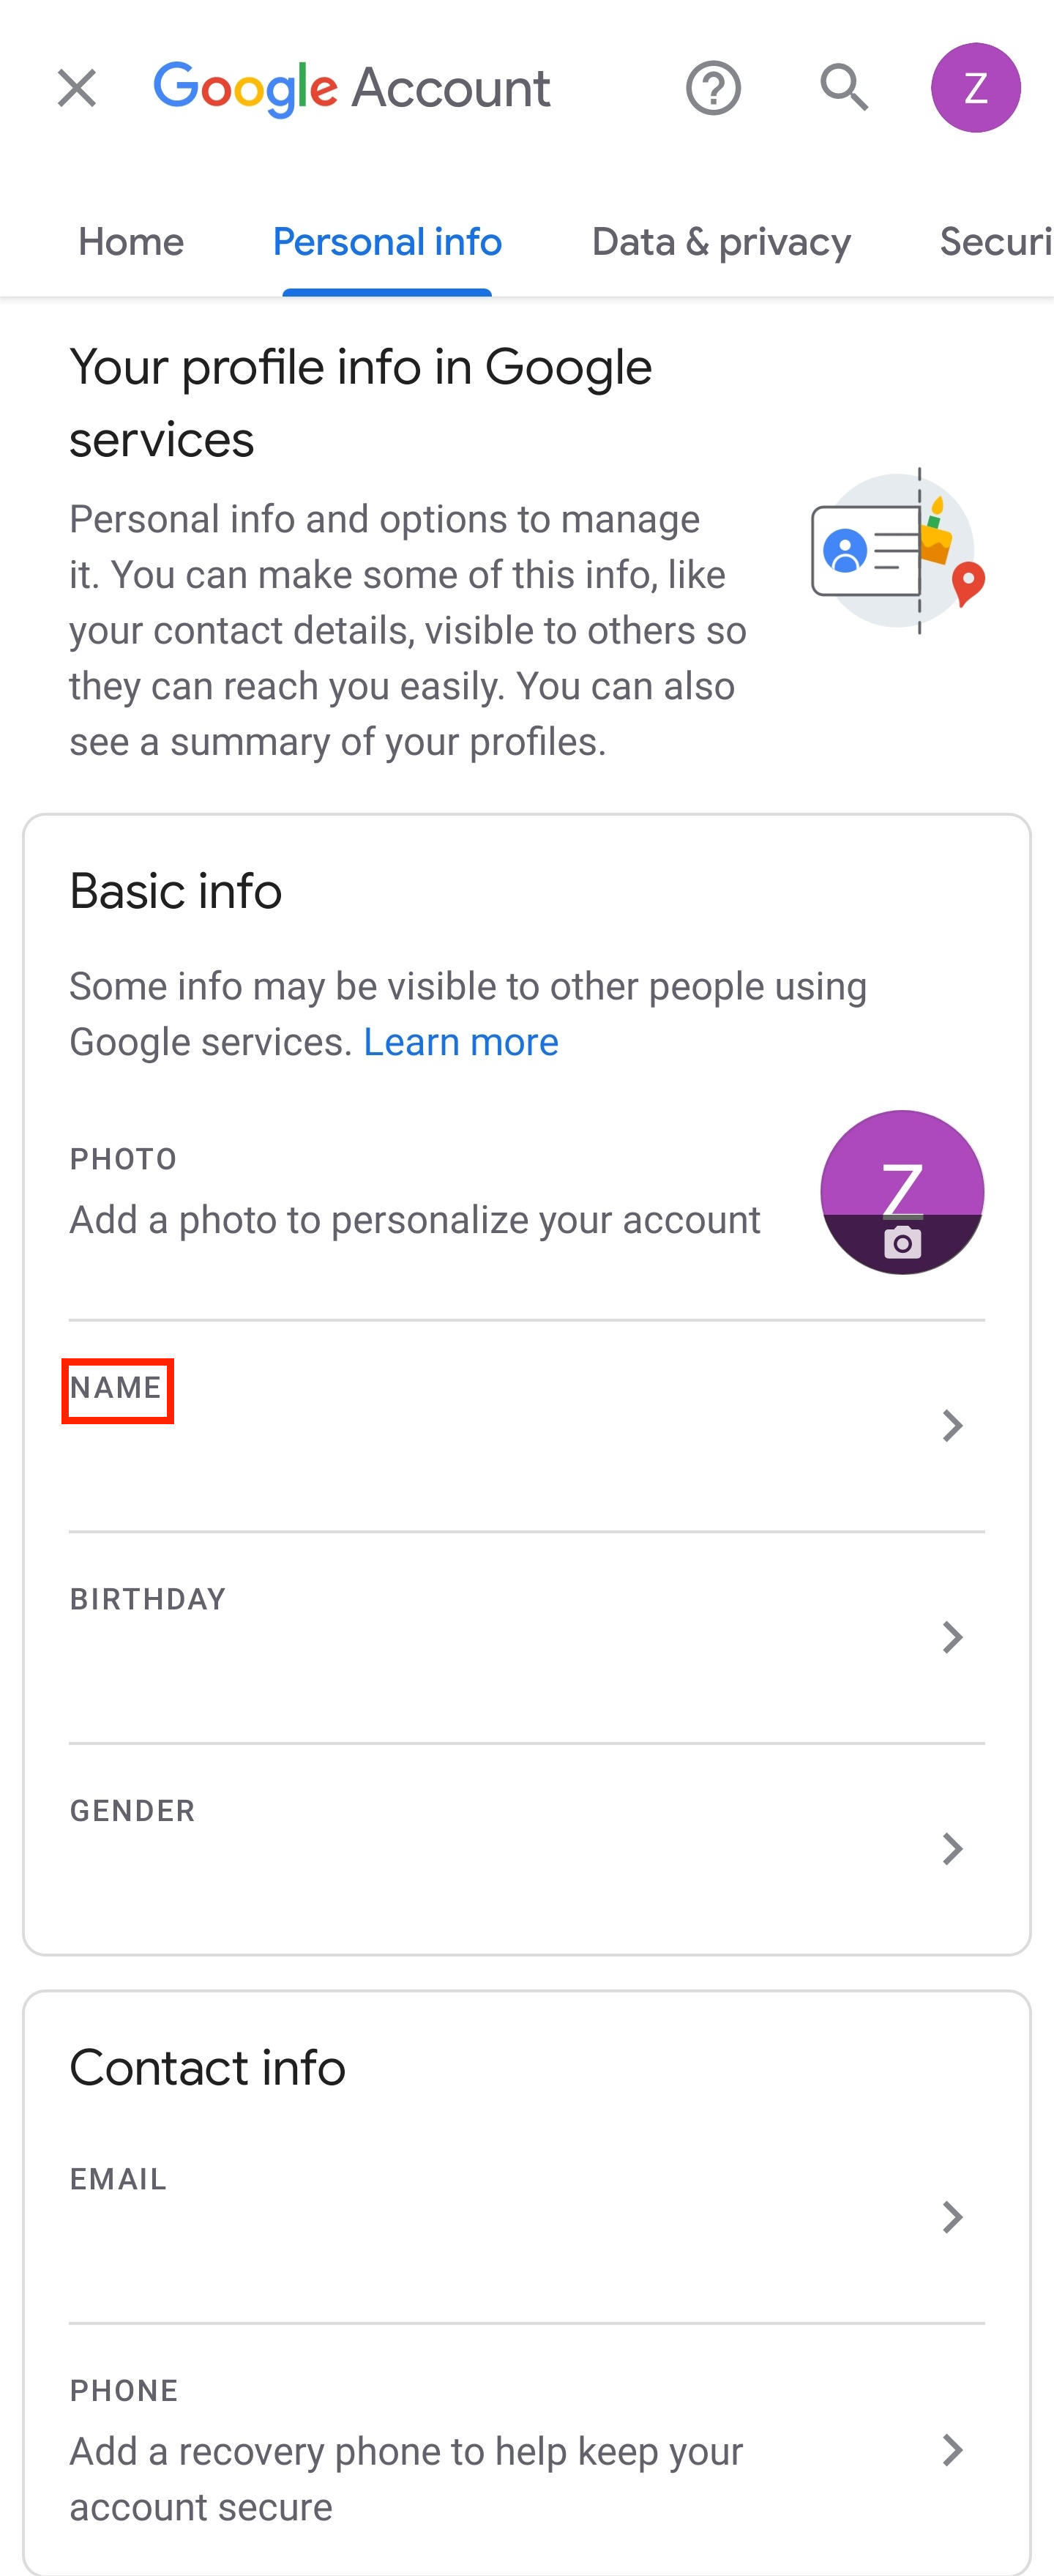 Google Account
Z
Home Personal info Data & privacy Securi
Your profile info in Google
services
Personal info and options to manage
it. You can make some of this info, like
your contact details, visible to others so
they can reach you easily. You can also
see a summary of your profiles.
Basic info
Some info may be visible to other people using
Google services. Learn more
PHOTO
Add a photo to personalize your account
Z
NAME
BIRTHDAY
GENDER
Contact info
EMAIL
PHONE
Add a recovery phone to help keep your
account secure